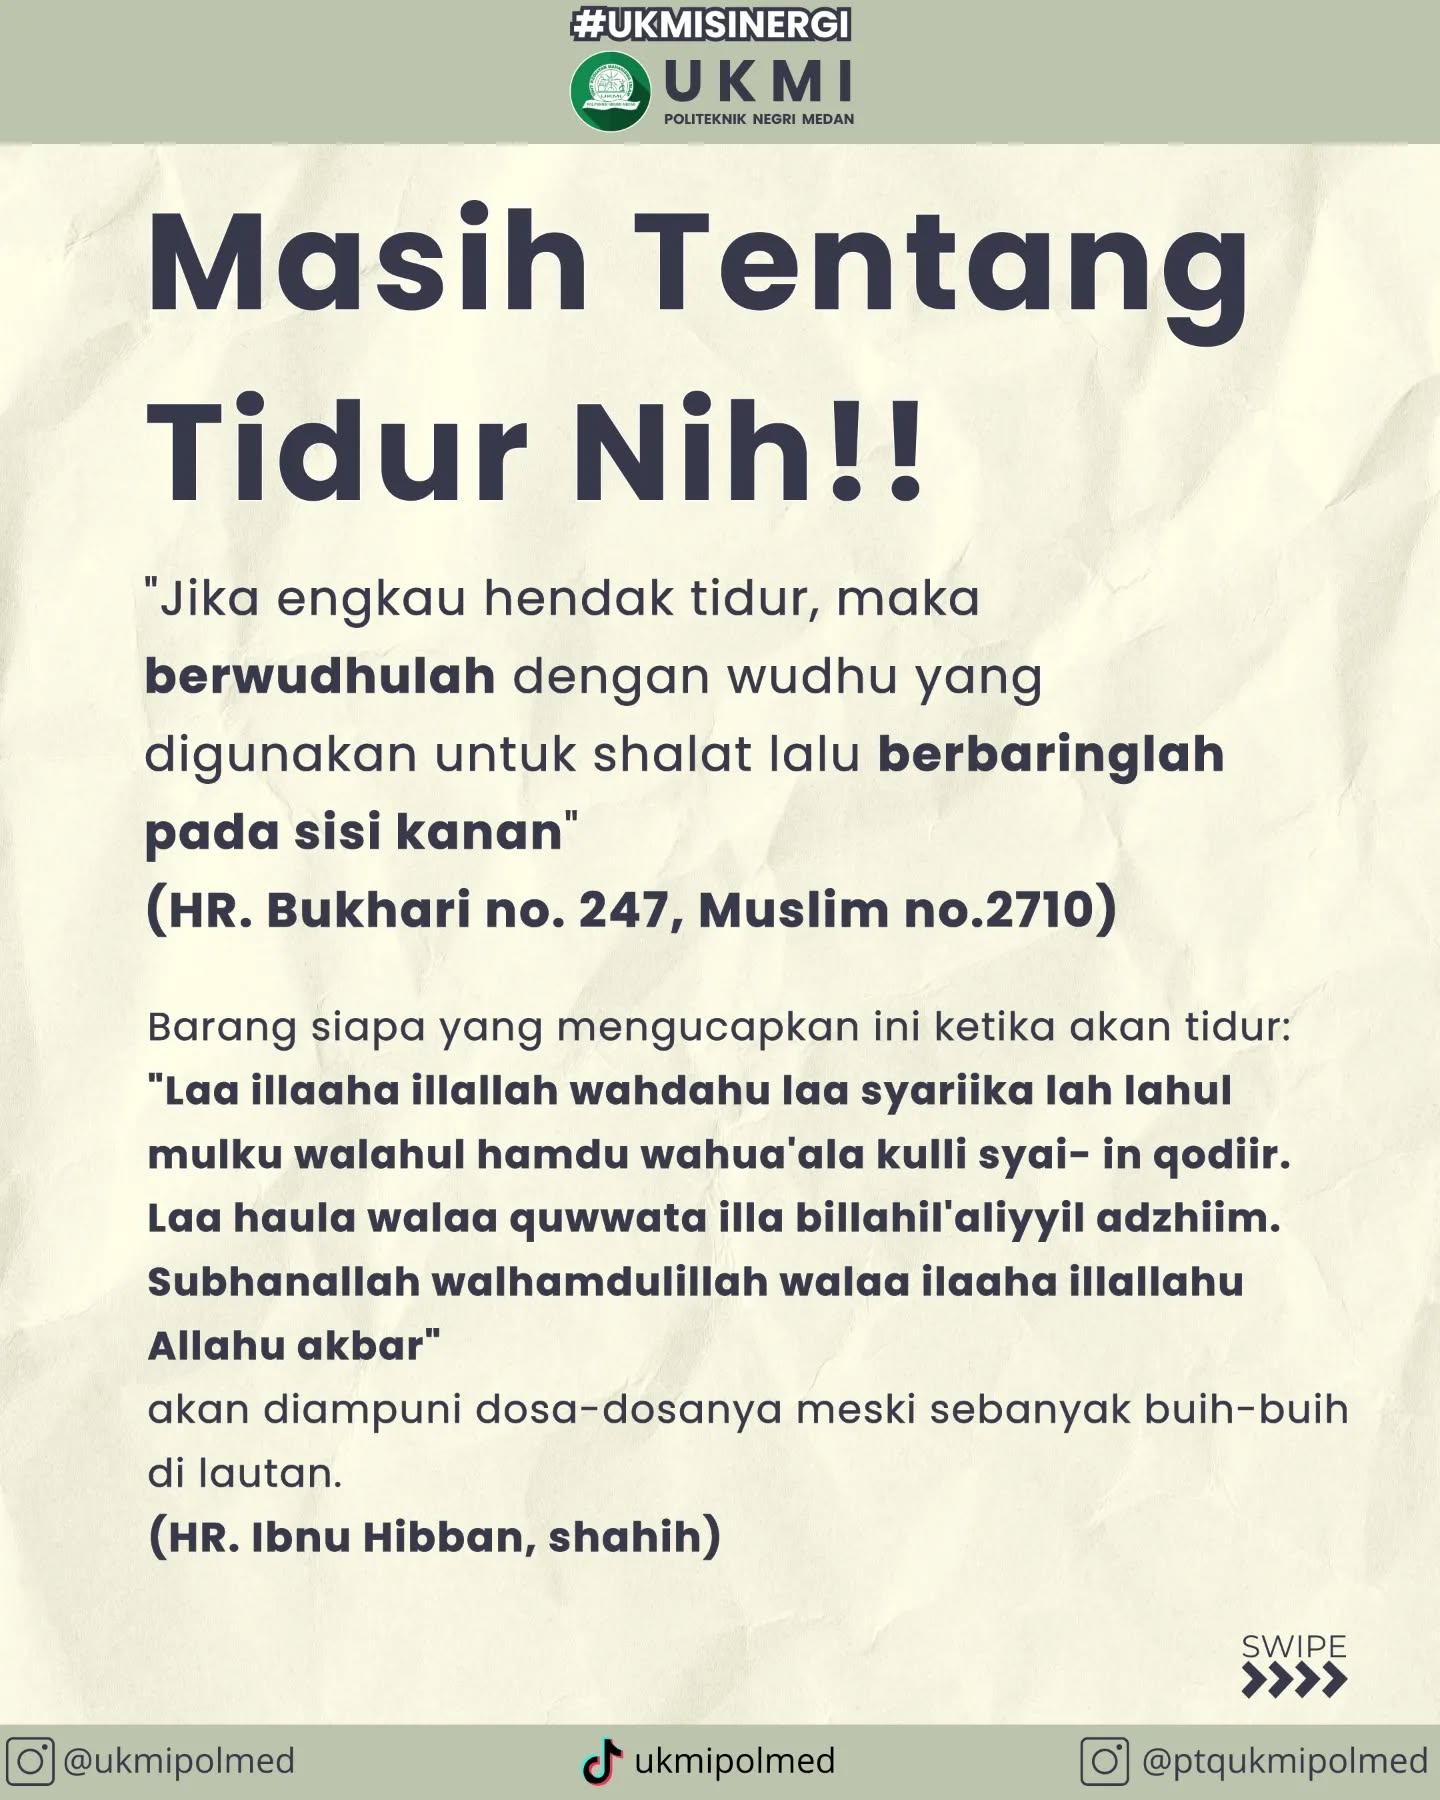 #UKMISINERGI
UKMI
POLITEKNIK NEGRI MEDAN
Masih Tentang
Tidur Nih!!
"Jika engkau hendak tidur, maka
berwudhulah dengan wudhu yang
digunakan untuk shalat lalu berbaringlah
pada sisi kanan"
(HR. Bukhari no. 247, Muslim no.2710)
Barang siapa yang mengucapkan ini ketika akan tidur:
"Laa illaaha illallah wahdahu laa syariika lah lahul
mulku walahul hamdu wahua'ala kulli syai- in qodiir.
Laa haula walaa quwwata illa billahil'aliyyil adzhiim.
Subhanallah walhamdulillah walaa ilaaha illallahu
Allahu akbar"
akan diampuni dosa-dosanya meski sebanyak buih-buih
di lautan.
(HR. Ibnu Hibban, shahih)
SWIPE
@ukmipolmed
ukmipolmed
@ptqukmipolmed